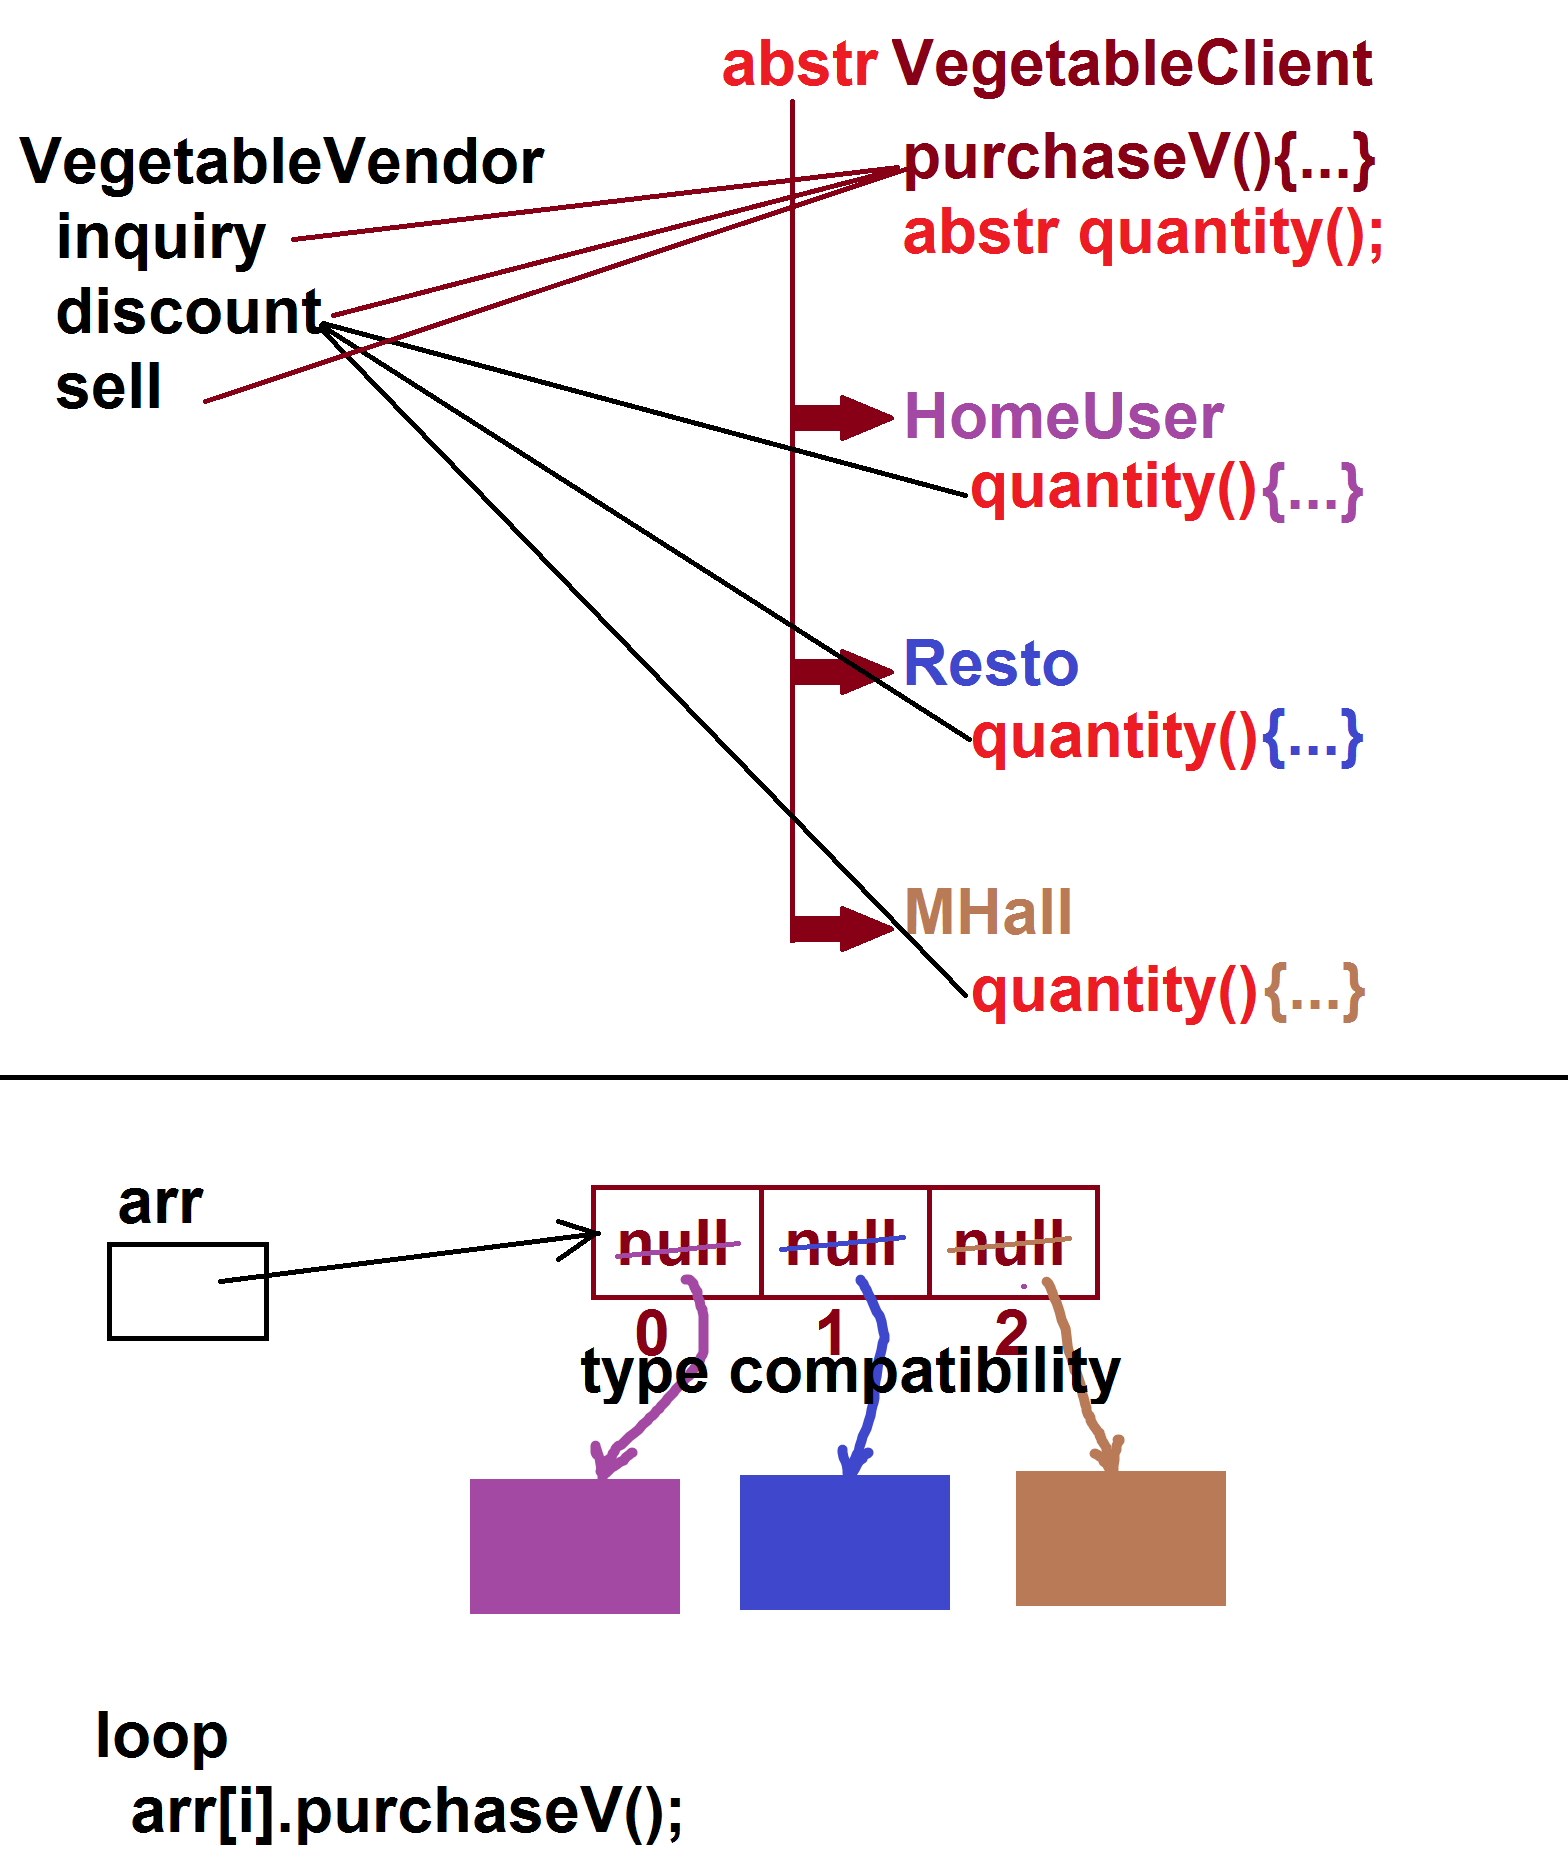 abstr VegetableClient
VegetableVendor
purchaseV(){...}
inquiry
abstr quantity();
discount
sell
HomeUser
quantity(){...}
Resto
quantity(){...}
MHall
quantity(){...}
arr
null null null
0 1 2
type compatibility
loop
arr[i].purchaseV();